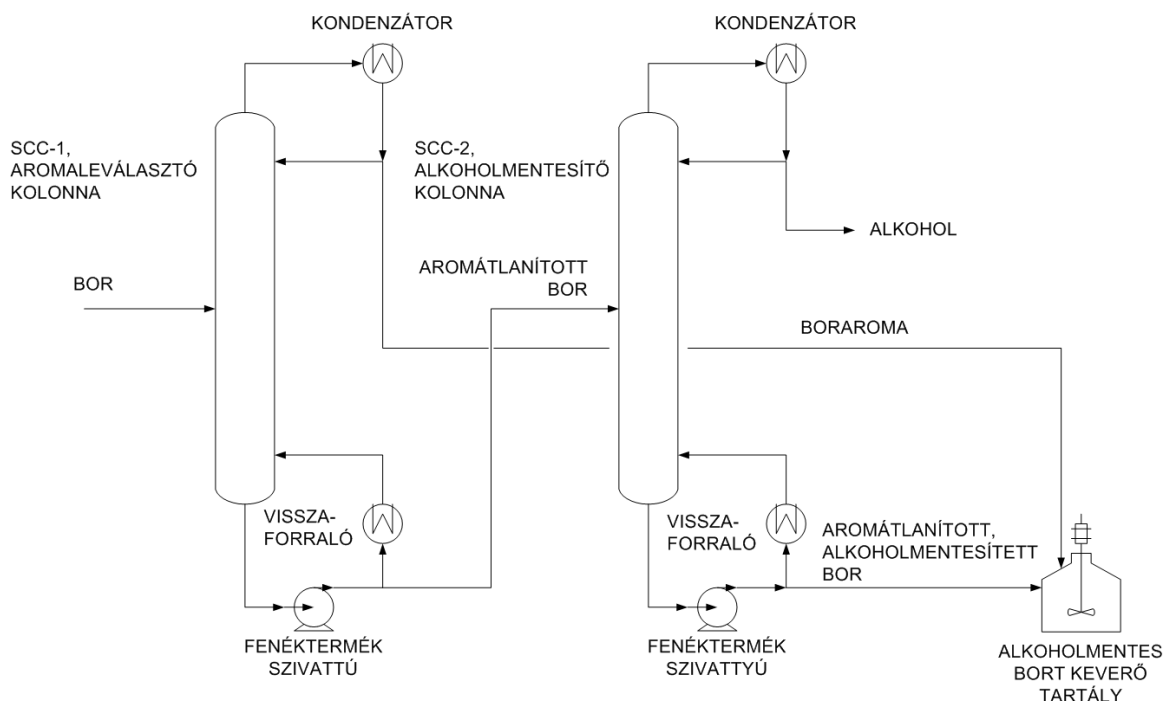 KONDENZÁTOR
KONDENZÁTOR
SCC-1,
AROMALEVÁLASZTÓ
KOLONNA
SCC-2,
ALKOHOLMENTESÍTŐ
KOLONNA
ALKOHOL
BOR
AROMÁTLANÍTOTT
BOR
BORAROMA
VISSZA-
FORRALÓ
VISSZA-
FORRALÓ
AROMÁTLANÍTOTT,
ALKOHOLMENTESÍTETT
BOR
FENÉKTERMÉK
SZIVATTÚ
FENÉKTERMÉK
SZIVATTYÚ
ALKOHOLMENTES
BORT KEVERŐ
TARTÁLY